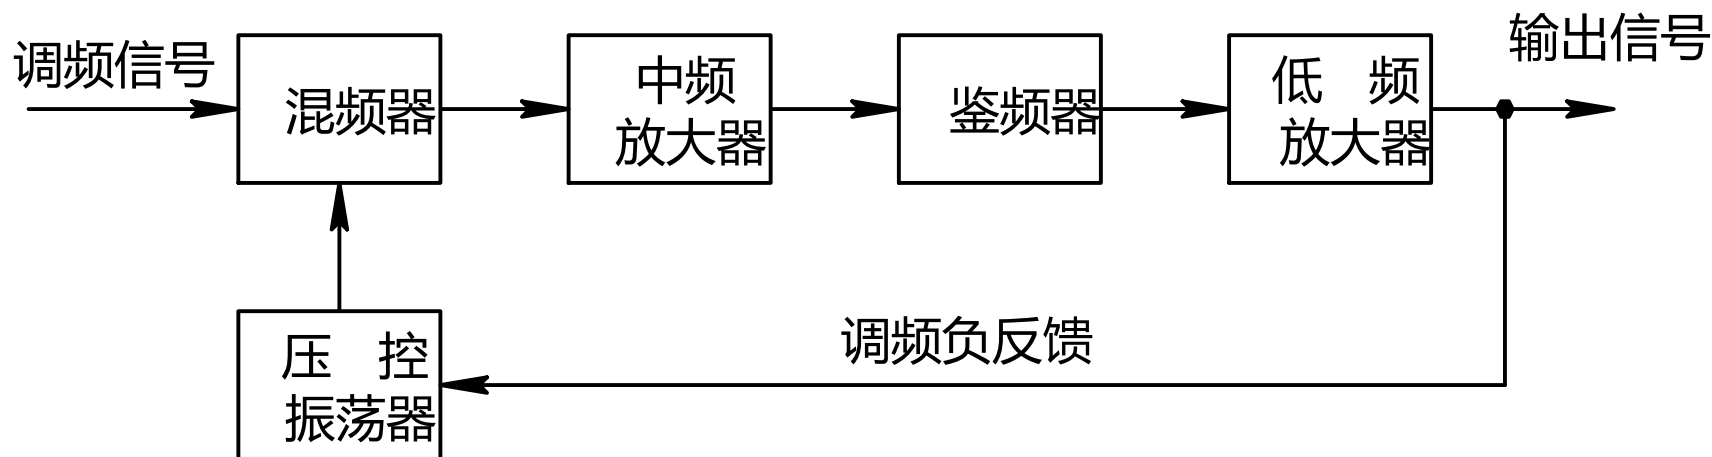 调频信号
混频器
中频
放大器
鉴频器
低 频
放大器
输出信号
调频负反馈
压 控
振荡器